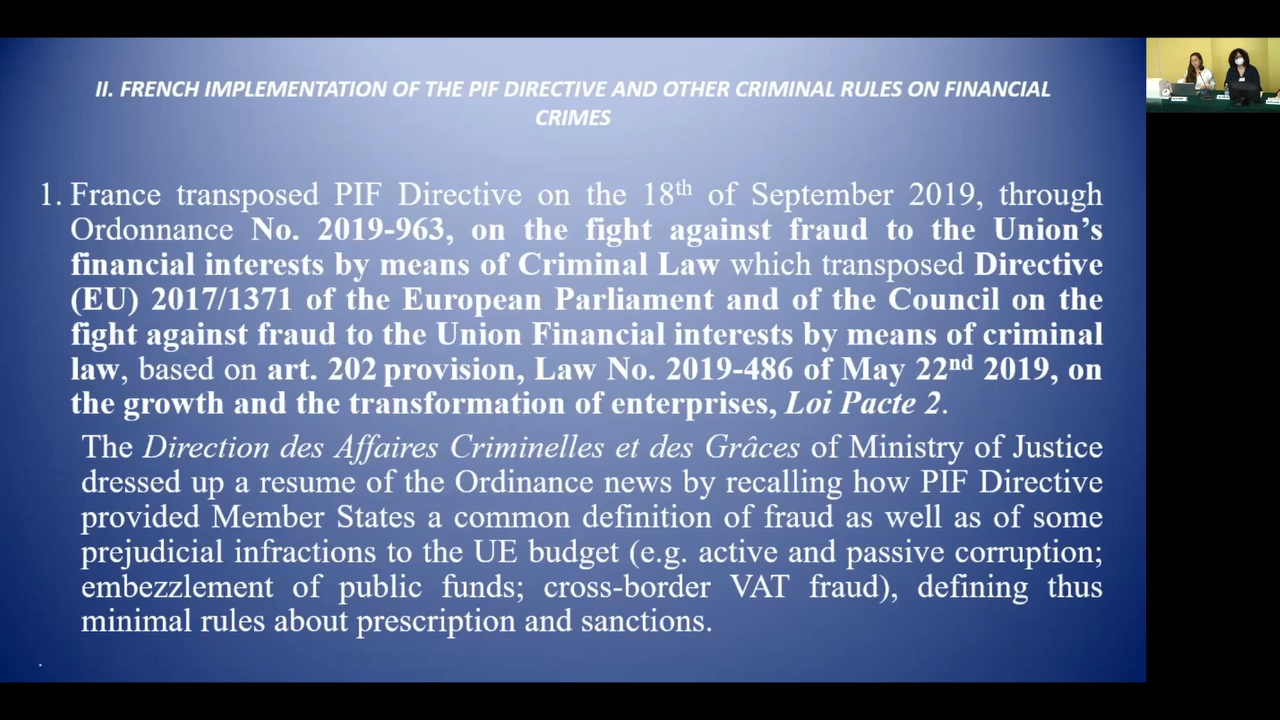 II. FRENCH IMPLEMENTATION OF THE PIF DIRECTIVE AND OTHER CRIMINAL RULES ON FINANCIAL
CRIMES
1. France transposed PIF Directive on the 18th of September 2019, through
Ordonnance No. 2019-963, on the fight against fraud to the Union’s
financial interests by means of Criminal Law which transposed Directive
(EU) 2017/1371 of the European Parliament and of the Council on the
fight against fraud to the Union Financial interests by means of criminal
law, based on art. 202 provision, Law No. 2019-486 of May 22nd 2019, on
the growth and the transformation of enterprises, Loi Pacte 2.
The Direction des Affaires Criminelles et des Grâces of Ministry of Justice
dressed up a resume of the Ordinance news by recalling how PIF Directive
provided Member States a common definition of fraud as well as of some
prejudicial infractions to the UE budget (e.g. active and passive corruption;
embezzlement of public funds; cross-border VAT fraud), defining thus
minimal rules about prescription and sanctions.
.